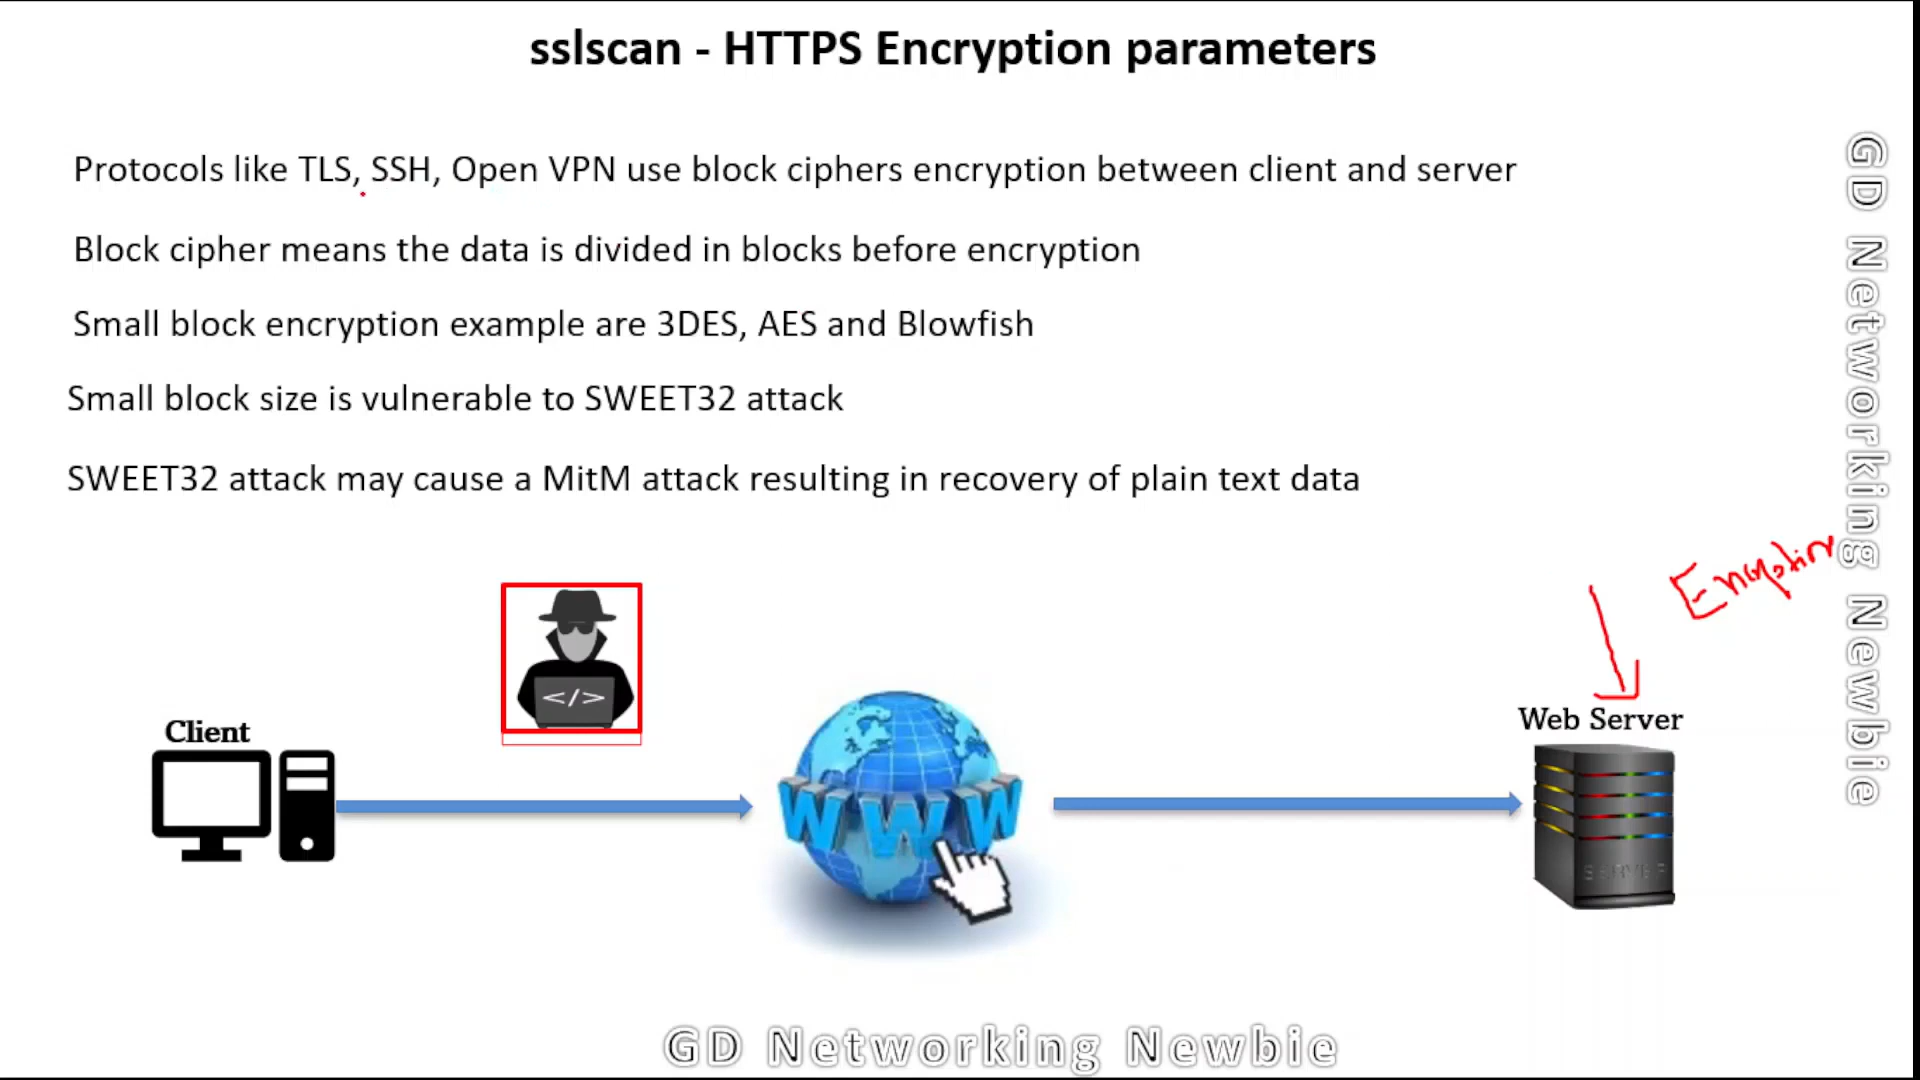 sslscan - HTTPS Encryption parameters
Protocols like TLS, SSH, Open VPN use block ciphers encryption between client and server
Block cipher means the data is divided in blocks before encryption
Small block encryption example are 3DES, AES and Blowfish
Small block size is vulnerable to SWEET32 attack
SWEET32 attack may cause a MitM attack resulting in recovery of plain text data
</>
Client
WWW
Web Server
SERVER
GD Networking Newbie
GD Networking Newbie